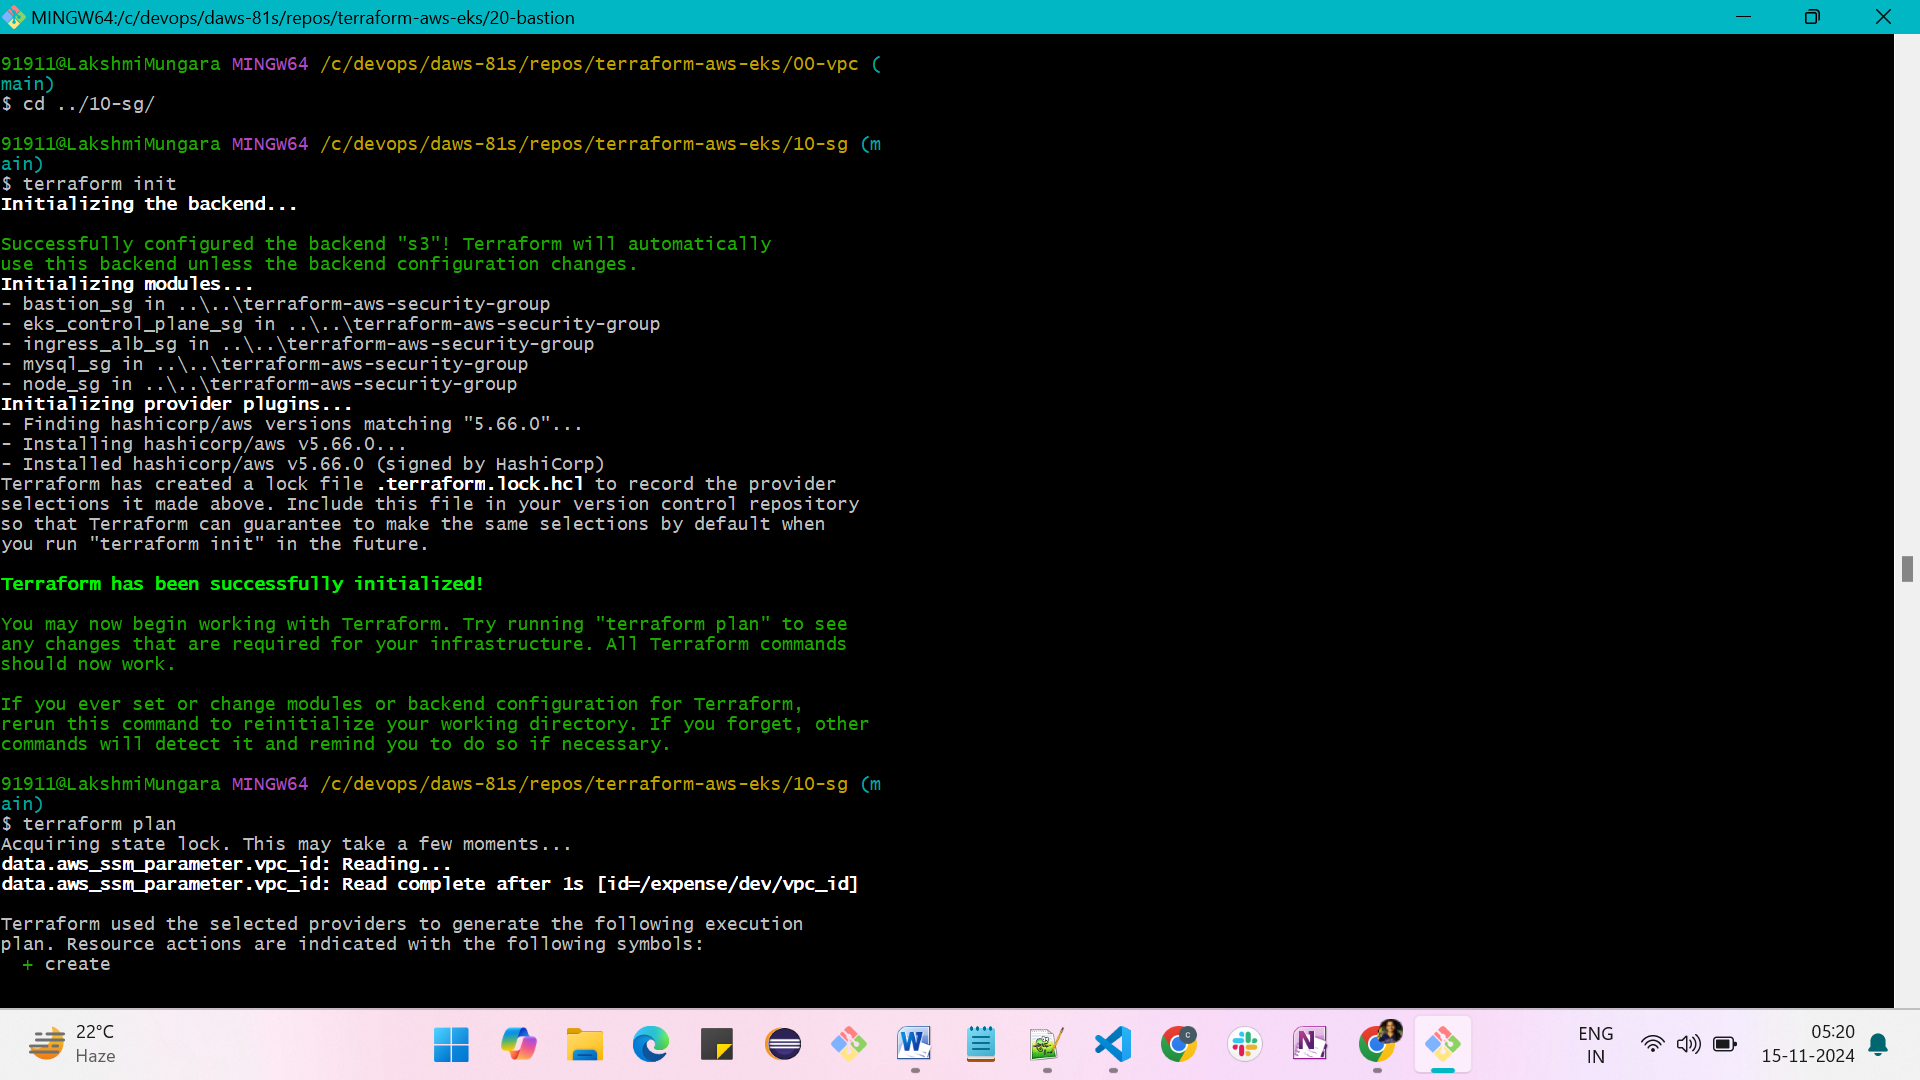 MINGW64:/c/devops/daws-81s/repos/terraform-aws-eks/20-bastion
91911@LakshmiMungara MINGW64 /c/devops/daws-81s/repos/terraform-aws-eks/00-vpc (
main)
$ cd ../10-sg/
91911@LakshmiMungara MINGW64 /c/devops/daws-81s/repos/terraform-aws-eks/10-sg (m
ain)
$ terraform init
Initializing the backend...
Successfully configured the backend "s3"! Terraform will automatically
use this backend unless the backend configuration changes.
Initializing modules...
- bastion_sg in ..\..\terraform-aws-security-group
- eks_control_plane_sg in ..\..\terraform-aws-security-group
- ingress_alb_sg in ..\..\terraform-aws-security-group
- mysql_sg in ..\..\terraform-aws-security-group
- node_sg in ..\..\terraform-aws-security-group
Initializing provider plugins...
- Finding hashicorp/aws versions matching "5.66.0"...
- Installing hashicorp/aws v5.66.0...
- Installed hashicorp/aws v5.66.0 (signed by HashiCorp)
Terraform has created a lock file .terraform.lock.hcl to record the provider
selections it made above. Include this file in your version control repository
so that Terraform can guarantee to make the same selections by default when
you run "terraform init" in the future.
Terraform has been successfully initialized!
You may now begin working with Terraform. Try running "terraform plan" to see
any changes that are required for your infrastructure. All Terraform commands
should now work.
If you ever set or change modules or backend configuration for Terraform,
rerun this command to reinitialize your working directory. If you forget, other
commands will detect it and remind you to do so if necessary.
91911@LakshmiMungara MINGW64 /c/devops/daws-81s/repos/terraform-aws-eks/10-sg (m
ain)
$ terraform plan
Acquiring state lock. This may take a few moments...
data.aws_ssm_parameter.vpc_id: Reading...
data.aws_ssm_parameter.vpc_id: Read complete after 1s [id=/expense/dev/vpc_id]
Terraform used the selected providers to generate the following execution
plan. Resource actions are indicated with the following symbols:
  + create
22°C
Haze
ENG
IN
05:20
15-11-2024